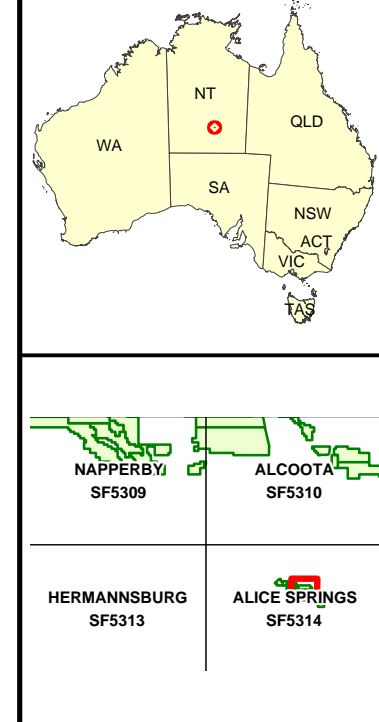 NT
QLD
WA
SA
NSW
ACT
VIC
TAS
NAPPERBY
SF5309
ALCOOTA
SF5310
HERMANNSBURG
SF5313
ALICE SPRINGS
SF5314